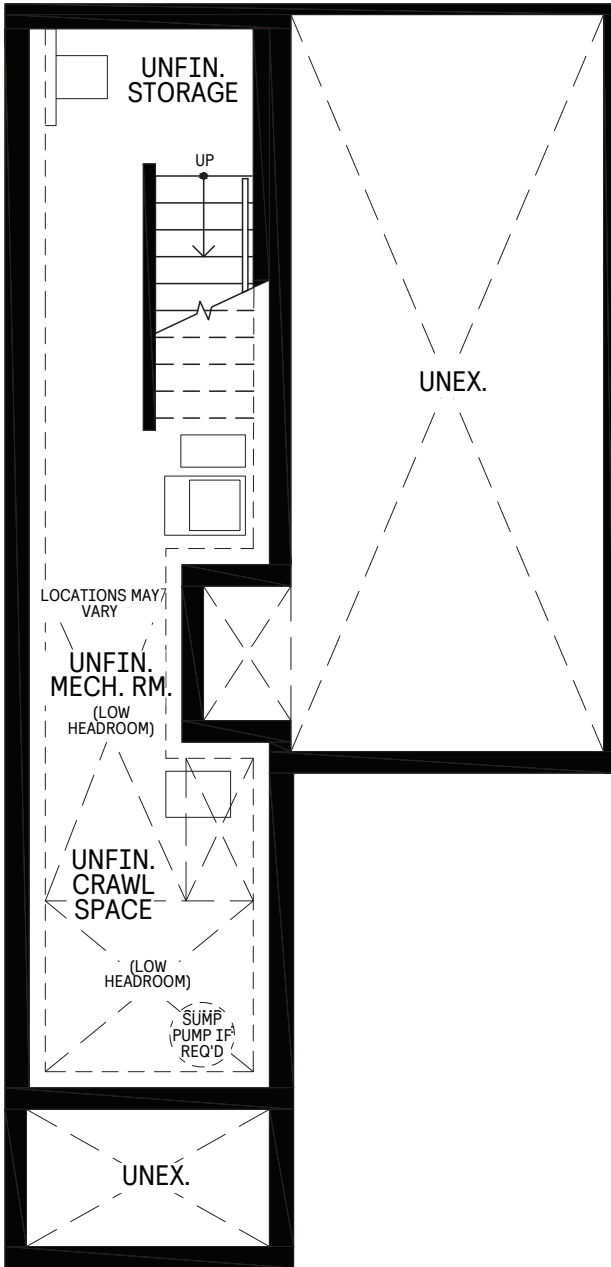 UNFIN.
STORAGE
UP
UNEX.
LOCATIONS MAY
VARY
UNFIN.
MECH. RM.
(LOW
HEADROOM)
UNFIN.
CRAWL
SPACE
(LOW
HEADROOM)
SUMP
PUMP IF
REQ'D
UNEX.